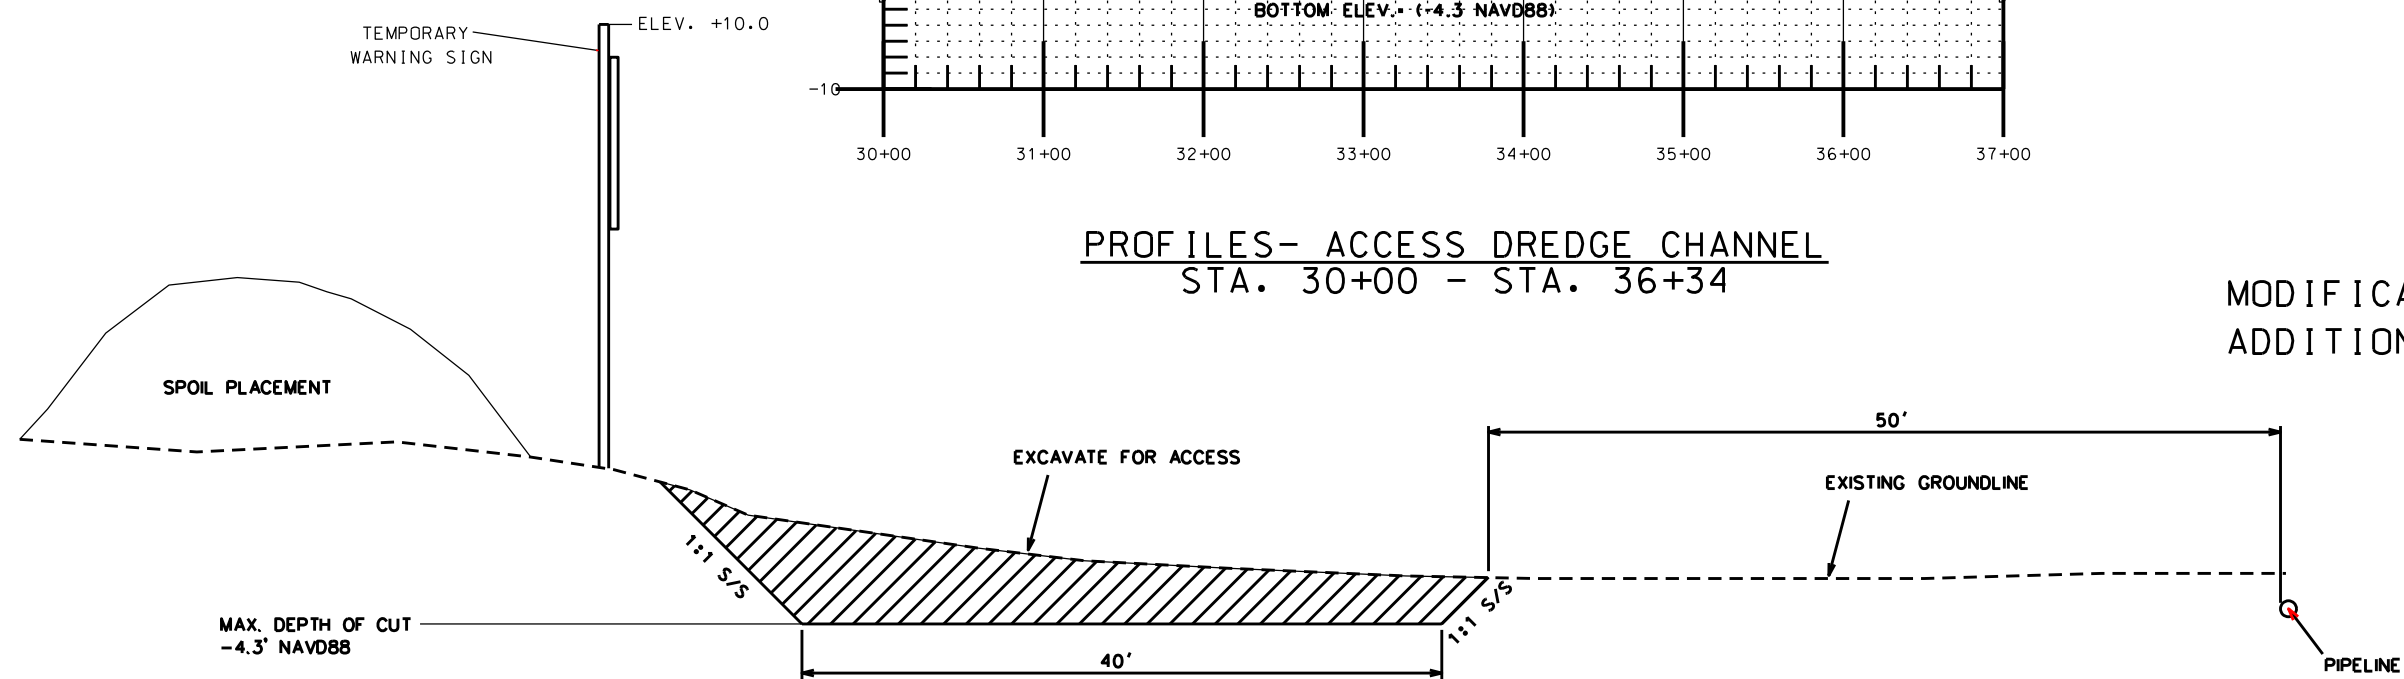 BOTTOM ELEV.= (-4.3 NAVD88)
TEMPORARY
WARNING SIGN
ELEV. +10.0
-10
30+00 31+00 32+00 33+00 34+00 35+00 36+00 37+00
PROFILES- ACCESS DREDGE CHANNEL
STA. 30+00 - STA. 36+34
MODIFICA
ADDITION
SPOIL PLACEMENT
EXCAVATE FOR ACCESS
50'
EXISTING GROUNDLINE
1:1 S/S
1:1 S/S
MAX. DEPTH OF CUT
-4.3' NAVD88
40'
PIPELINE